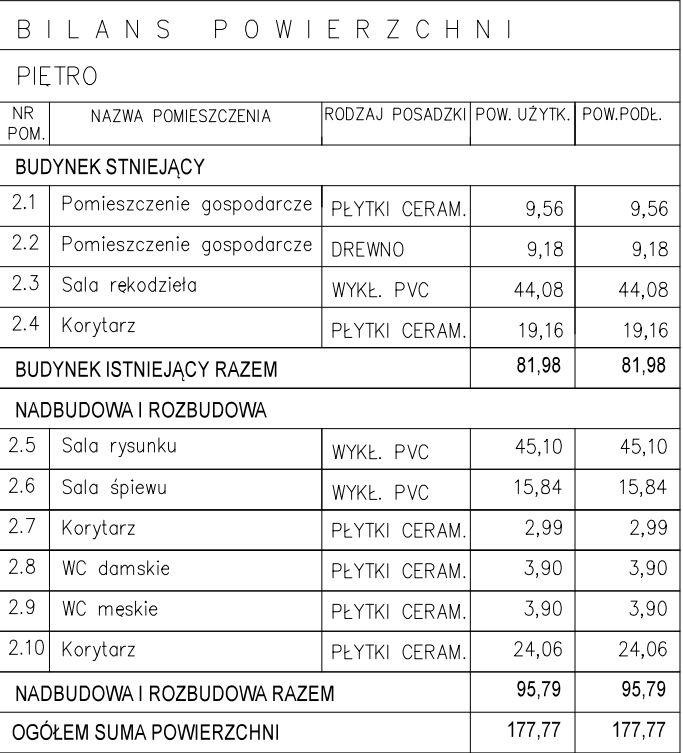 BILANS POWIERZCHNI
PIĘTRO
NR POM. NAZWA POMIESZCZENIA RODZAJ POSADZKI POW. UŻYTK. POW.PODŁ.
BUDYNEK STNIEJĄCY
2.1 Pomieszczenie gospodarcze PŁYTKI CERAM. 9,56 9,56
2.2 Pomieszczenie gospodarcze DREWNO 9,18 9,18
2.3 Sala rękodzieła WYKŁ. PVC 44,08 44,08
2.4 Korytarz PŁYTKI CERAM. 19,16 19,16
BUDYNEK ISTNIEJĄCY RAZEM 81,98 81,98
NADBUDOWA I ROZBUDOWA
2.5 Sala rysunku WYKŁ. PVC 45,10 45,10
2.6 Sala śpiewu WYKŁ. PVC 15,84 15,84
2.7 Korytarz PŁYTKI CERAM. 2,99 2,99
2.8 WC damskie PŁYTKI CERAM. 3,90 3,90
2.9 WC męskie PŁYTKI CERAM. 3,90 3,90
2.10 Korytarz PŁYTKI CERAM. 24,06 24,06
NADBUDOWA I ROZBUDOWA RAZEM 95,79 95,79
OGÓŁEM SUMA POWIERZCHNI 177,77 177,77